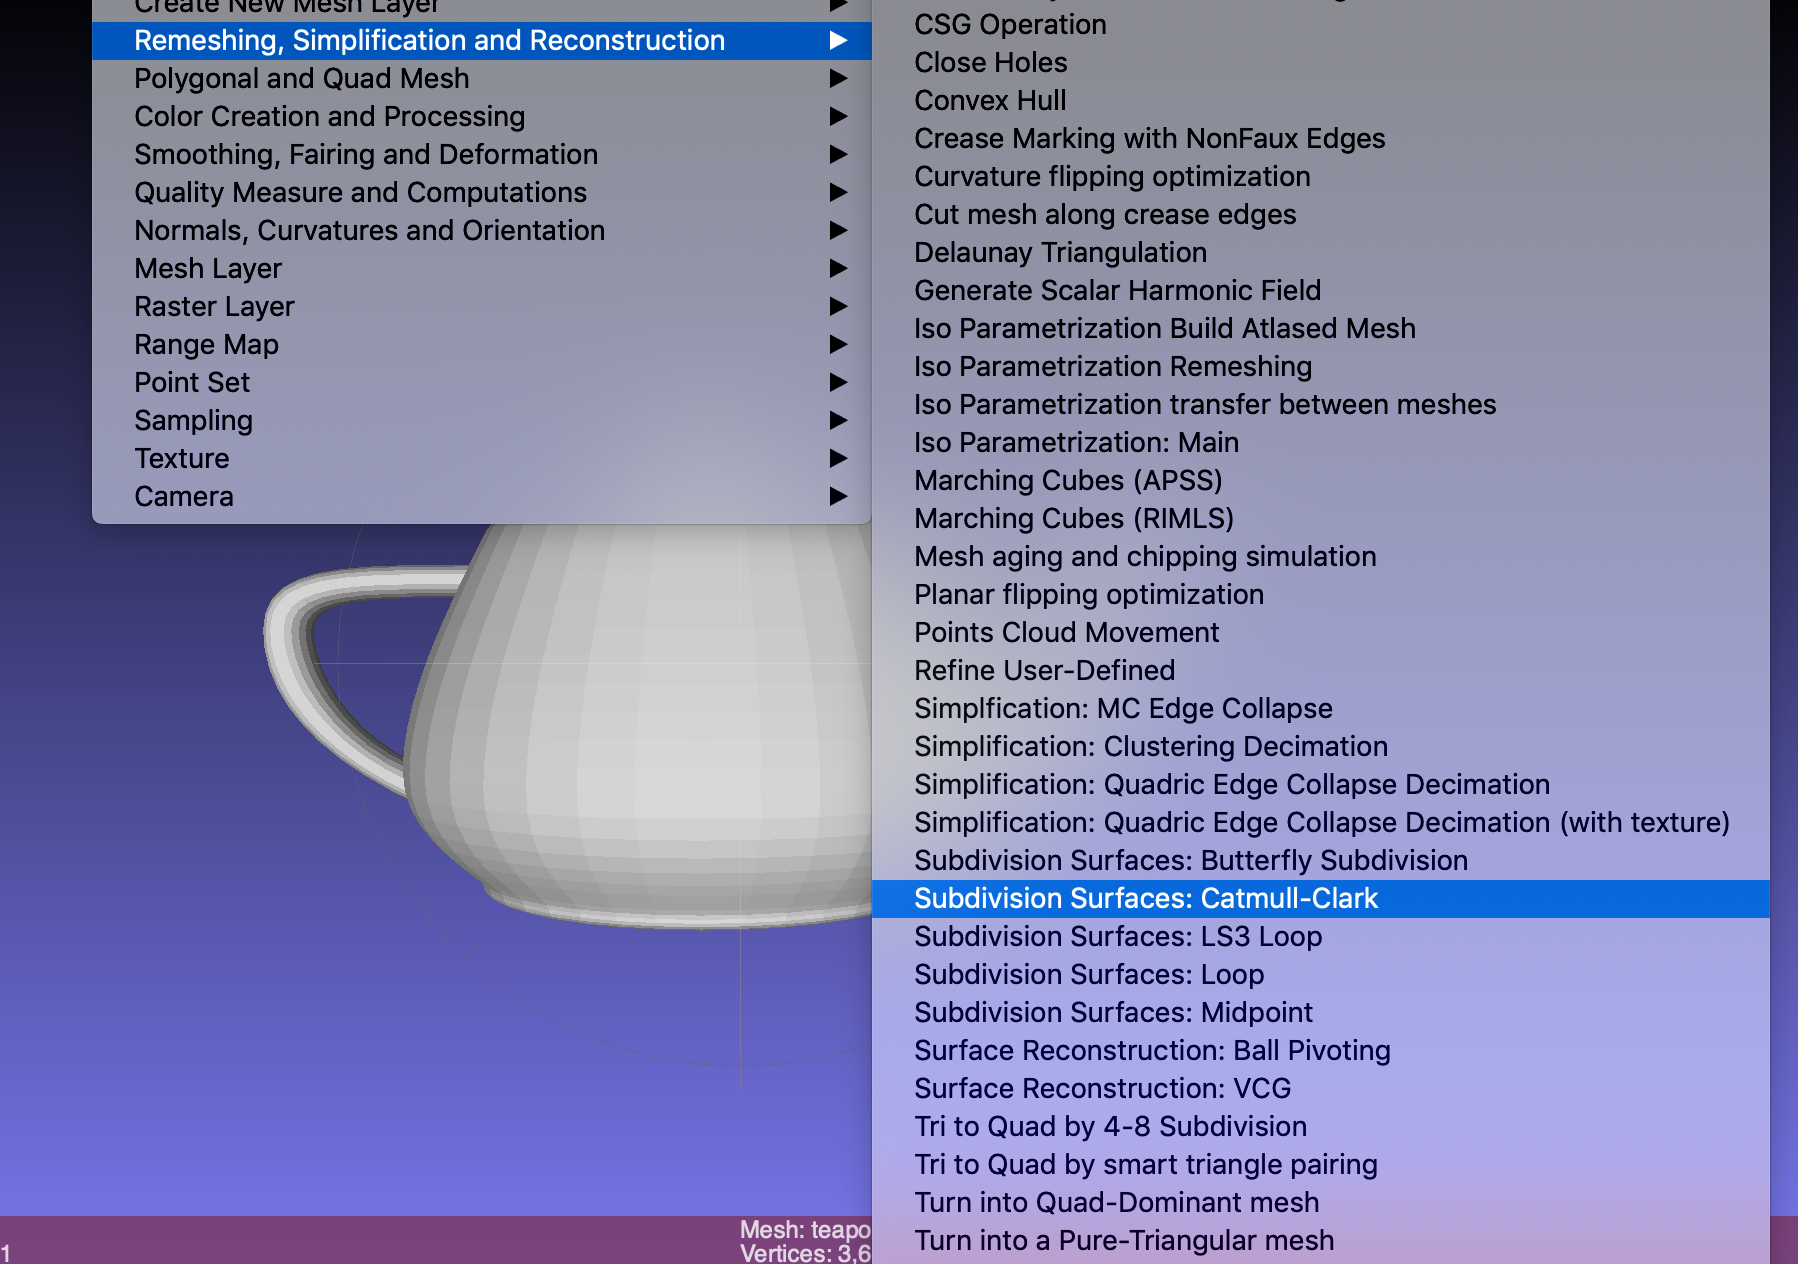 Create New Mesh Layer
Remeshing, Simplification and Reconstruction
Polygonal and Quad Mesh
Color Creation and Processing
Smoothing, Fairing and Deformation
Quality Measure and Computations
Normals, Curvatures and Orientation
Mesh Layer
Raster Layer
Range Map
Point Set
Sampling
Texture
Camera
CSG Operation
Close Holes
Convex Hull
Crease Marking with NonFaux Edges
Curvature flipping optimization
Cut mesh along crease edges
Delaunay Triangulation
Generate Scalar Harmonic Field
Iso Parametrization Build Atlased Mesh
Iso Parametrization Remeshing
Iso Parametrization transfer between meshes
Iso Parametrization: Main
Marching Cubes (APSS)
Marching Cubes (RIMLS)
Mesh aging and chipping simulation
Planar flipping optimization
Points Cloud Movement
Refine User-Defined
Simplfication: MC Edge Collapse
Simplification: Clustering Decimation
Simplification: Quadric Edge Collapse Decimation
Simplification: Quadric Edge Collapse Decimation (with texture)
Subdivision Surfaces: Butterfly Subdivision
Subdivision Surfaces: Catmull-Clark
Subdivision Surfaces: LS3 Loop
Subdivision Surfaces: Loop
Subdivision Surfaces: Midpoint
Surface Reconstruction: Ball Pivoting
Surface Reconstruction: VCG
Tri to Quad by 4-8 Subdivision
Tri to Quad by smart triangle pairing
Turn into Quad-Dominant mesh
Turn into a Pure-Triangular mesh
Mesh: teapo
1 Vertices: 3,6